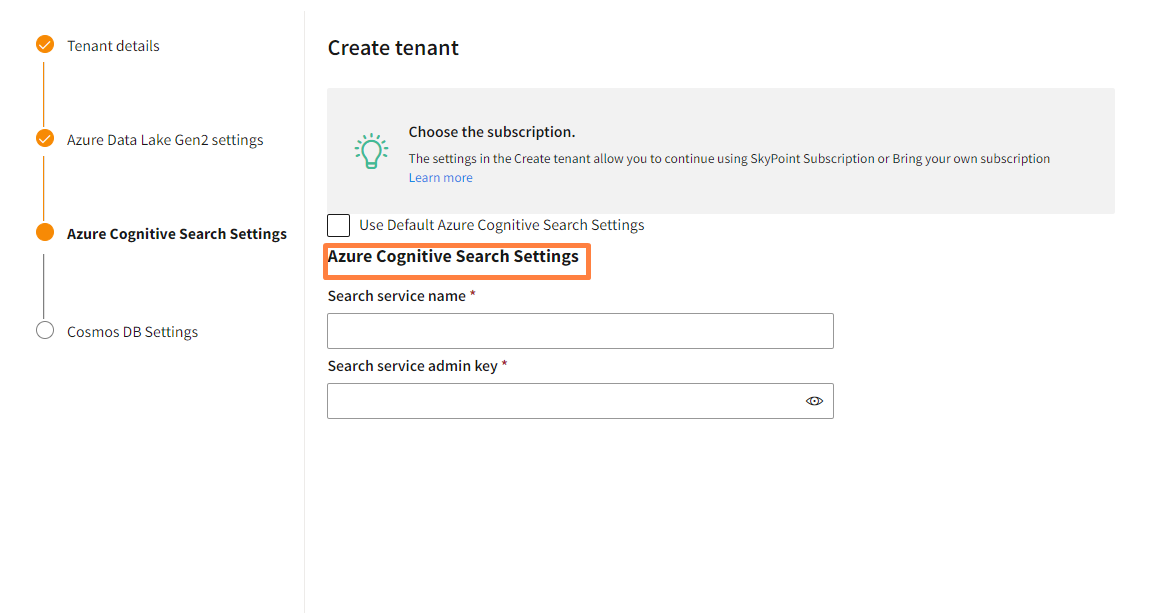 Tenant details
Azure Data Lake Gen2 settings
Azure Cognitive Search Settings
Cosmos DB Settings
Create tenant
Choose the subscription.
The settings in the Create tenant allow you to continue using SkyPoint Subscription or Bring your own subscription
Learn more
Use Default Azure Cognitive Search Settings
Azure Cognitive Search Settings
Search service name *
Search service admin key *